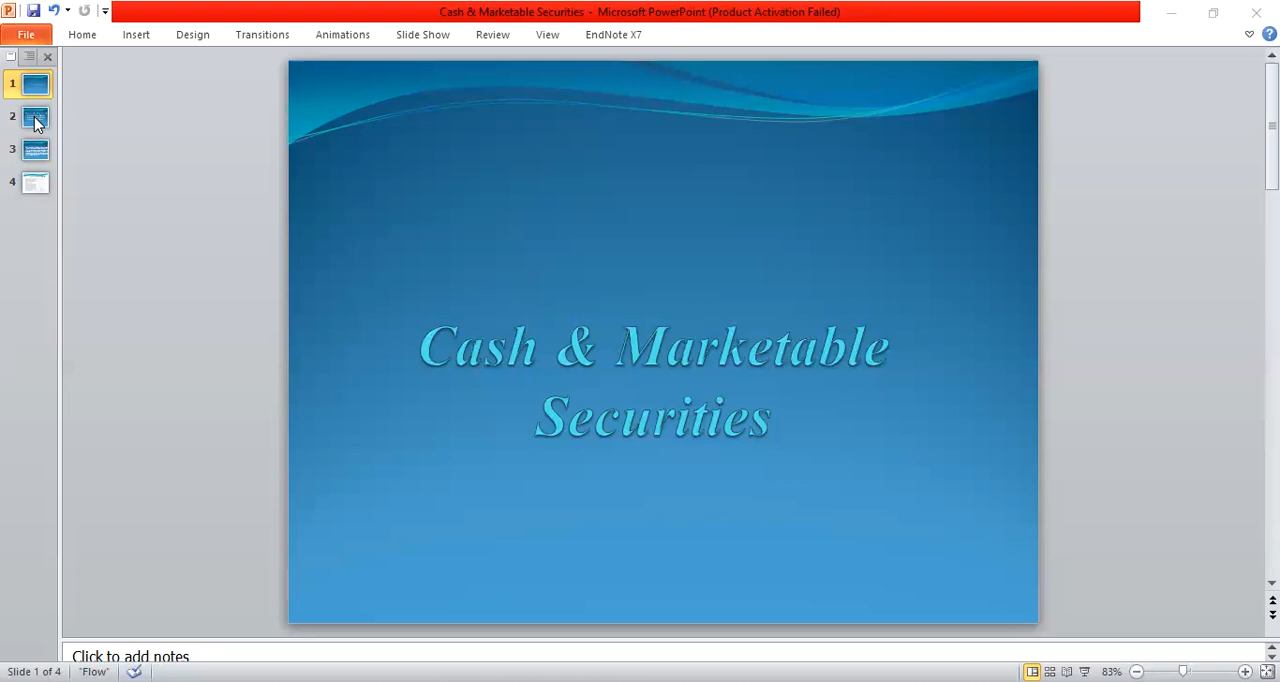 Cash & Marketable Securities - Microsoft PowerPoint (Product Activation Failed)
File Home Insert Design Transitions Animations Slide Show Review View EndNote X7
1
2
3
4
Cash & Marketable
Securities
Click to add notes
Slide 1 of 4 "Flow" 83%